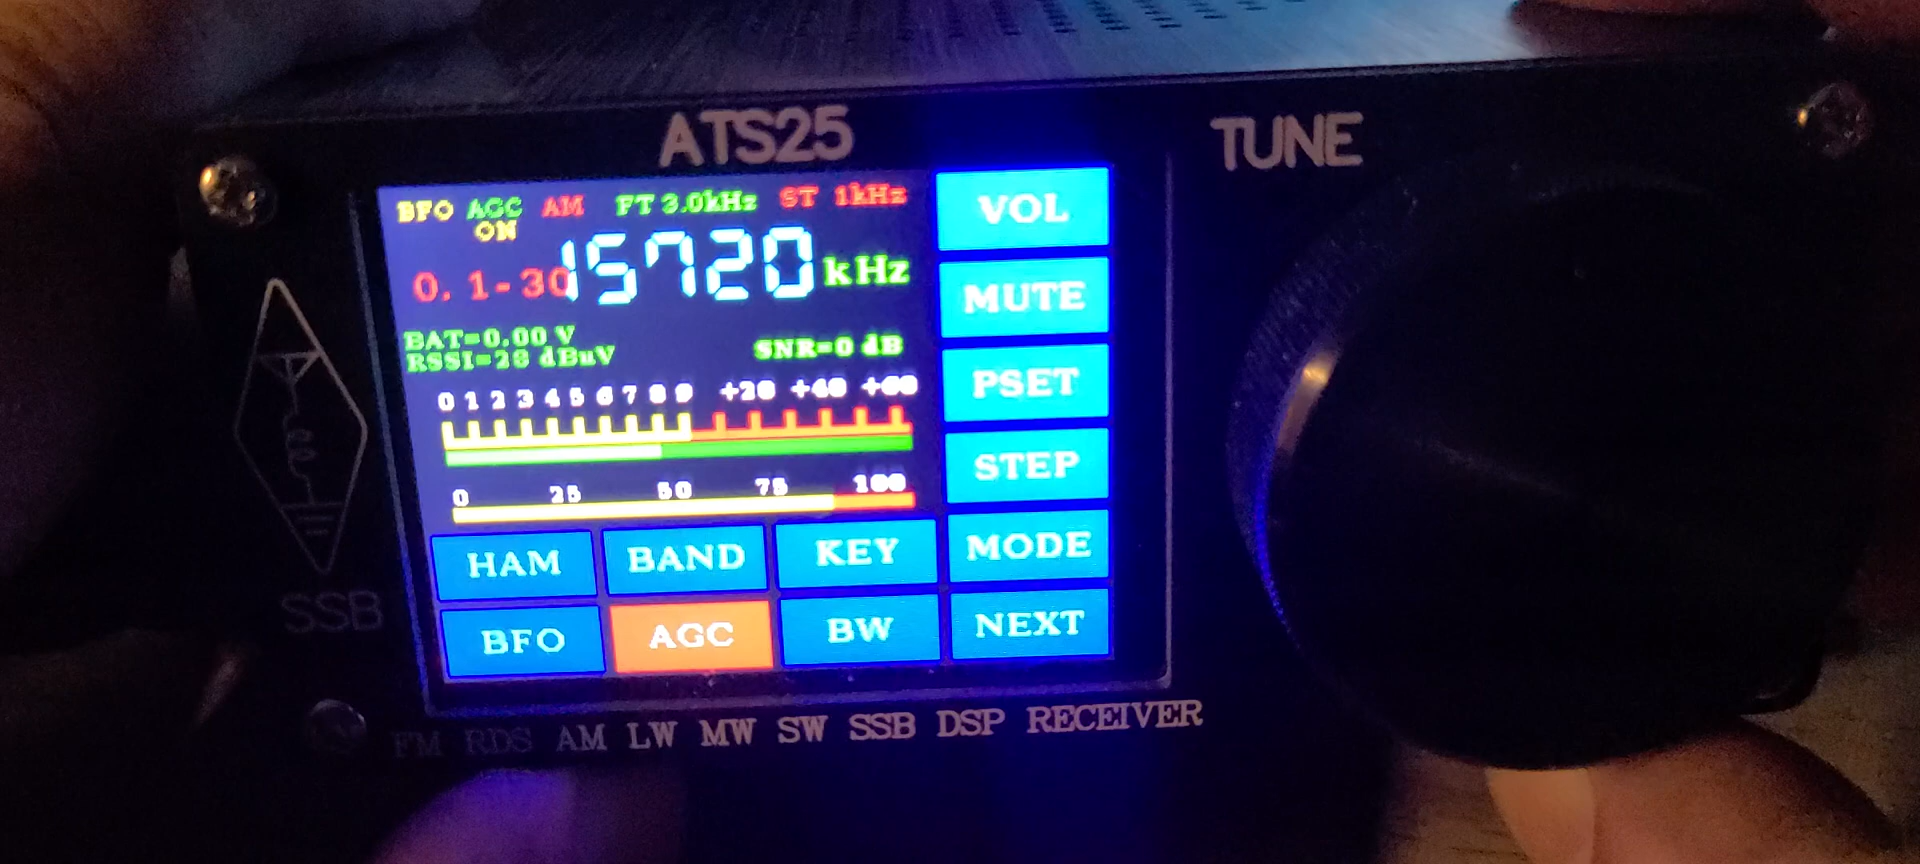 ATS25
TUNE
BFO AGC AM FT 3.0kHz ST 1kHz
ON
0.1-30 15720 kHz
BAT=0.00 V
RSSI=28 dBuV SNR=0 dB
0 1 2 3 4 5 6 7 8 9 +20 +40 +60
0 25 50 75 100
VOL
MUTE
PSET
STEP
HAM BAND KEY MODE
BFO AGC BW NEXT
SSB
FM RDS AM LW MW SW SSB DSP RECEIVER